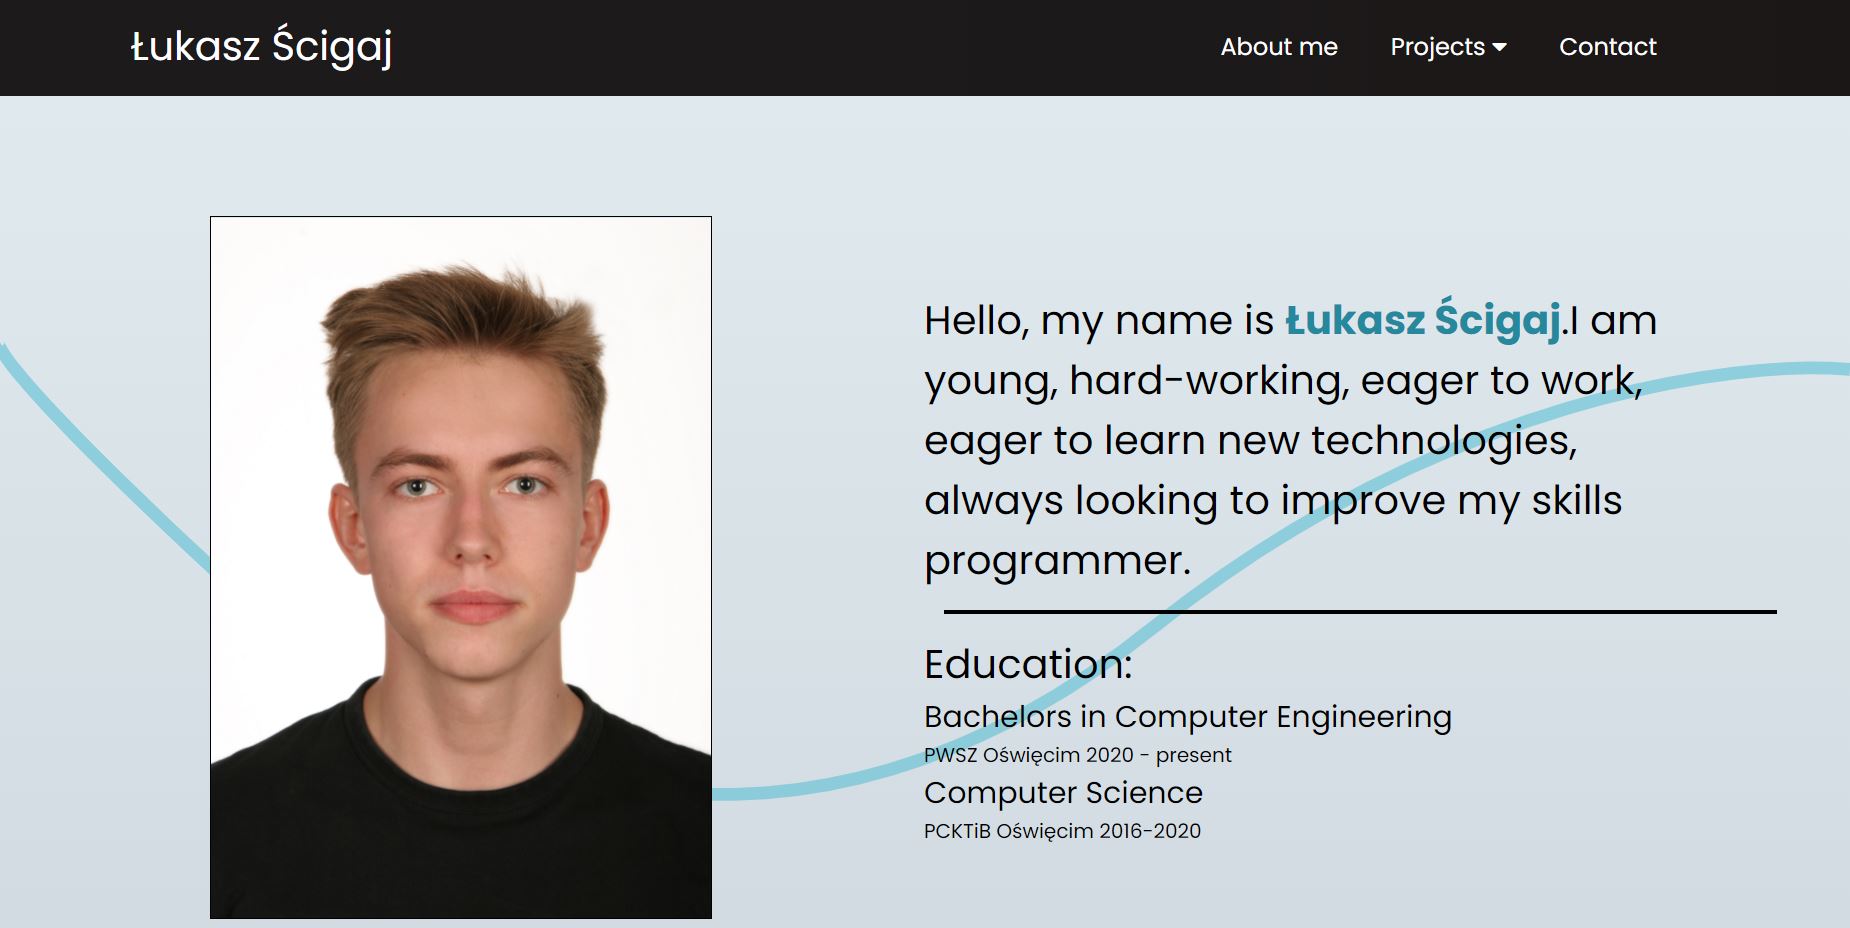 Łukasz Ścigaj
About me
Projects
Contact
Hello, my name is Łukasz Ścigaj.I am
young, hard-working, eager to work,
eager to learn new technologies,
always looking to improve my skills
programmer.
Education:
Bachelors in Computer Engineering
PWSZ Oświęcim 2020 - present
Computer Science
PCKTiB Oświęcim 2016-2020